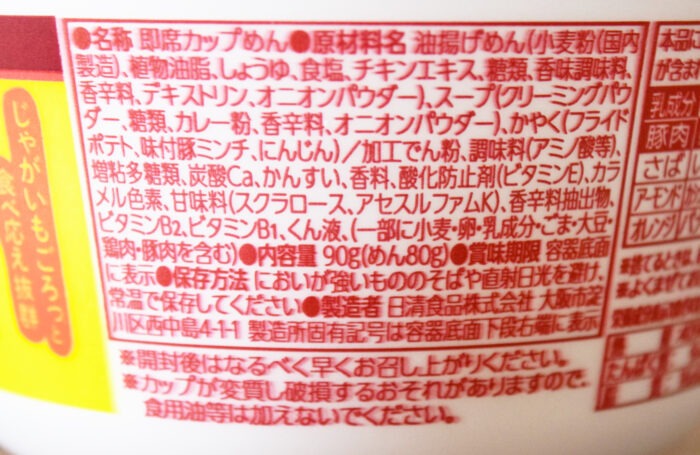 ●名称 即席カップめん●原材料名 油揚げめん(小麦粉(国内
製造)、植物油脂、しょうゆ、食塩、チキンエキス、糖類、香味調味料、
香辛料、デキストリン、オニオンパウダー)、スープ(クリーミングパウ
ダー、糖類、カレー粉、香辛料、オニオンパウダー)、かやく(フライド
ポテト、味付豚ミンチ、にんじん)/加工でん粉、調味料(アミノ酸等)、
増粘多糖類、炭酸Ca、かんすい、香料、酸化防止剤(ビタミンE)、カラ
メル色素、甘味料(スクラロース、アセスルファムK)、香辛料抽出物、
ビタミンB2、ビタミンB1、くん液、(一部に小麦・卵・乳成分・ごま・大豆・
鶏肉・豚肉を含む)●内容量 90g(めん80g)●賞味期限 容器底面
に表示●保存方法 においが強いもののそばや直射日光を避け、
常温で保存してください●製造者 日清食品株式会社 大阪市淀
川区西中島4-1-1 製造所固有記号は容器底面下段右端に表示
※開封後はなるべく早くお召し上がりください。
※カップが変質し破損するおそれがありますので、
食用油等は加えないでください。
じゃがいもごろっと
食べ応え抜群
本品
が含ま
乳成分
豚肉
さば
アーモンド
オレンジ
※捨てるとき
※よくまぜて
たんぱく